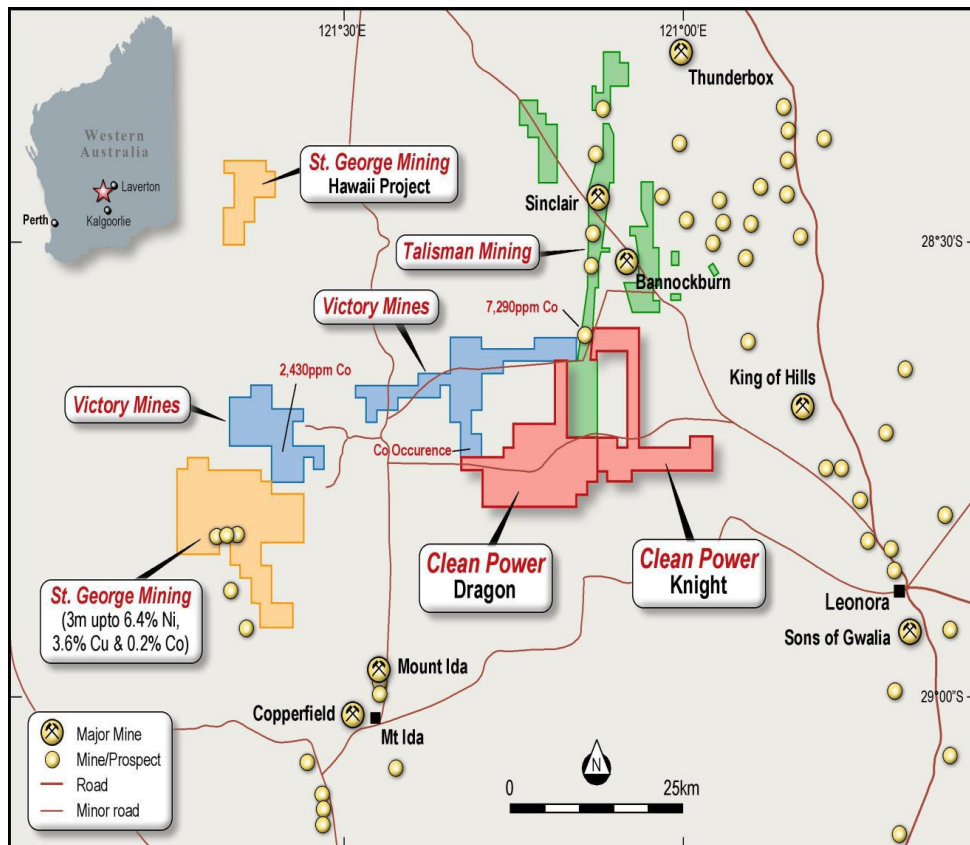 121°30'E
121°00'E
Thunderbox
Western
Australia
Laverton
Perth
Kalgoorlie
St. George Mining
Hawaii Project
Sinclair
28°30'S
Talisman Mining
Bannockburn
Victory Mines
7,290ppm Co
2,430ppm Co
King of Hills
Victory Mines
Co Occurence
Clean Power
Dragon
Clean Power
Knight
St. George Mining
(3m upto 6.4% Ni,
3.6% Cu & 0.2% Co)
Leonora
Sons of Gwalia
Mount Ida
29°00'S
Copperfield
Mt Ida
Major Mine
Mine/Prospect
Road
Minor road
N
0
25km